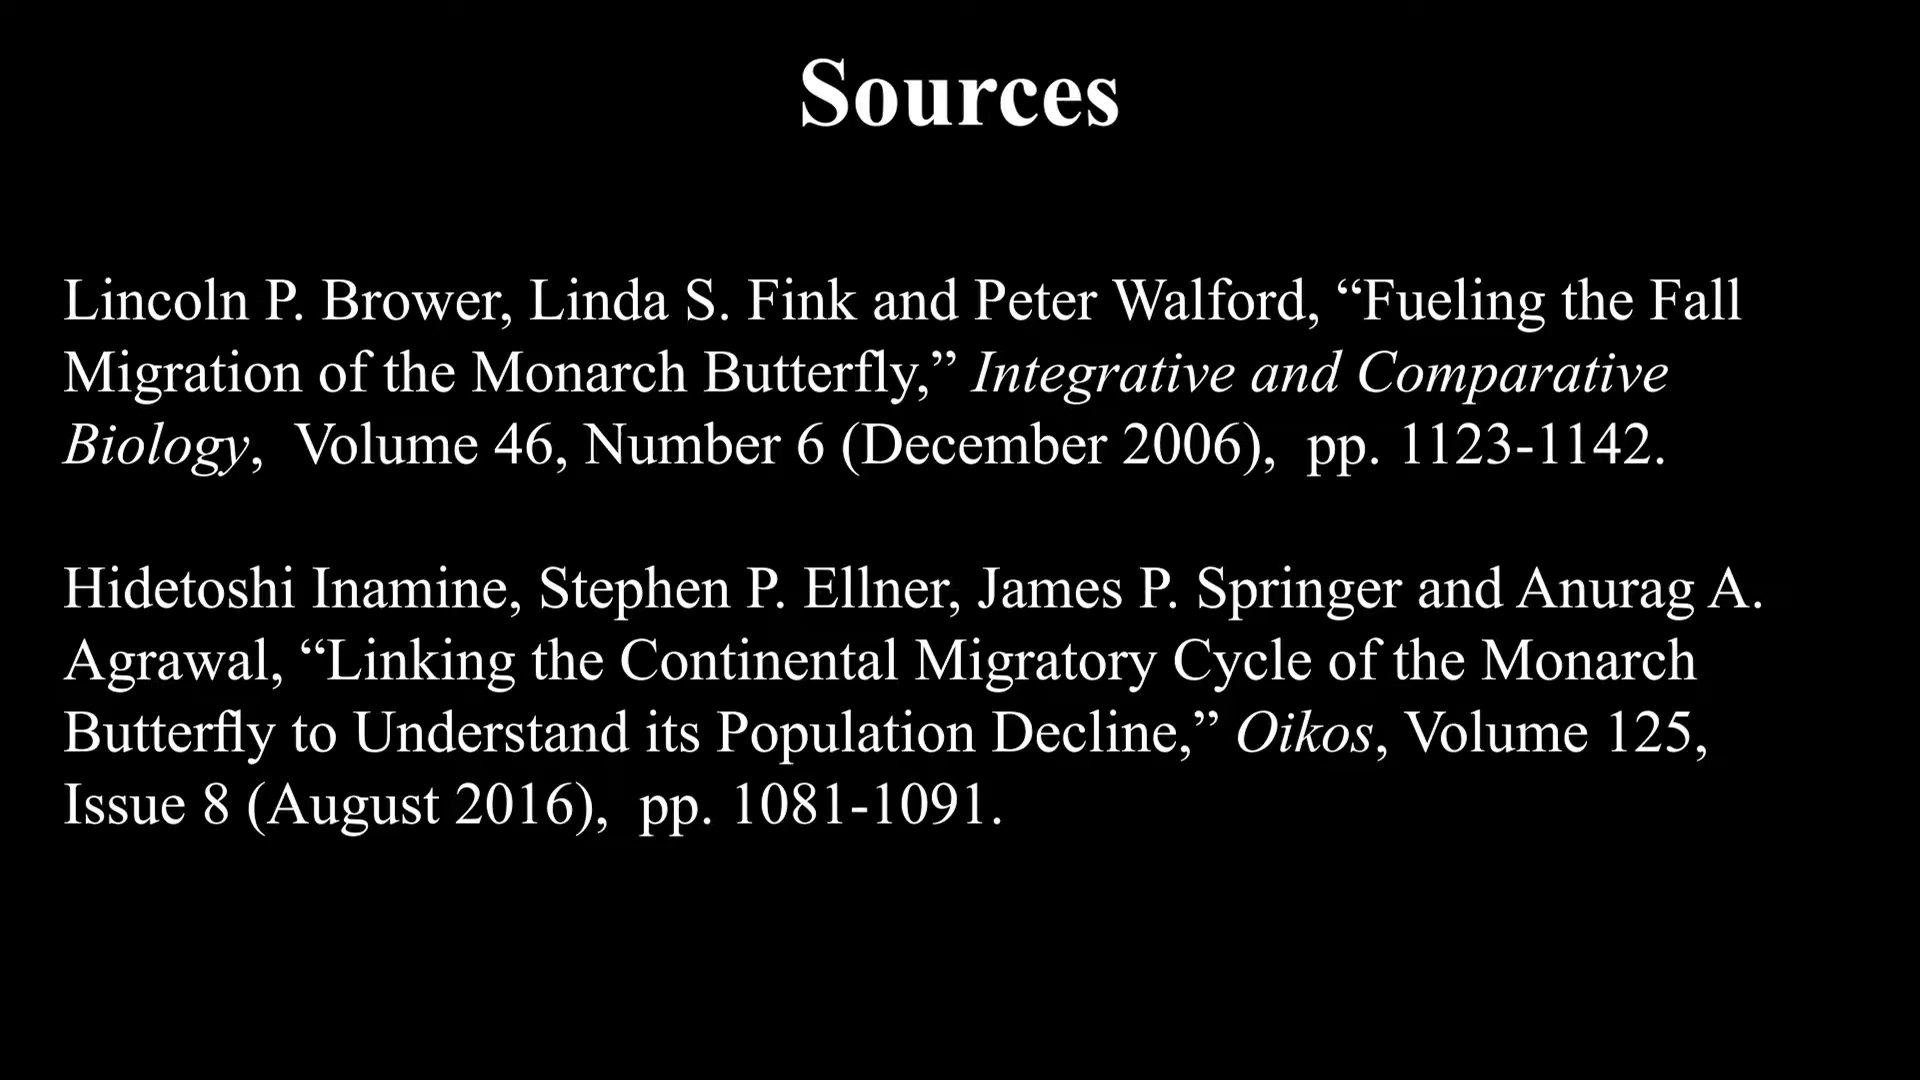 Sources
Lincoln P. Brower, Linda S. Fink and Peter Walford, “Fueling the Fall
Migration of the Monarch Butterfly,” Integrative and Comparative
Biology,  Volume 46, Number 6 (December 2006),  pp. 1123-1142.
Hidetoshi Inamine, Stephen P. Ellner, James P. Springer and Anurag A.
Agrawal, “Linking the Continental Migratory Cycle of the Monarch
Butterfly to Understand its Population Decline,” Oikos, Volume 125,
Issue 8 (August 2016),  pp. 1081-1091.